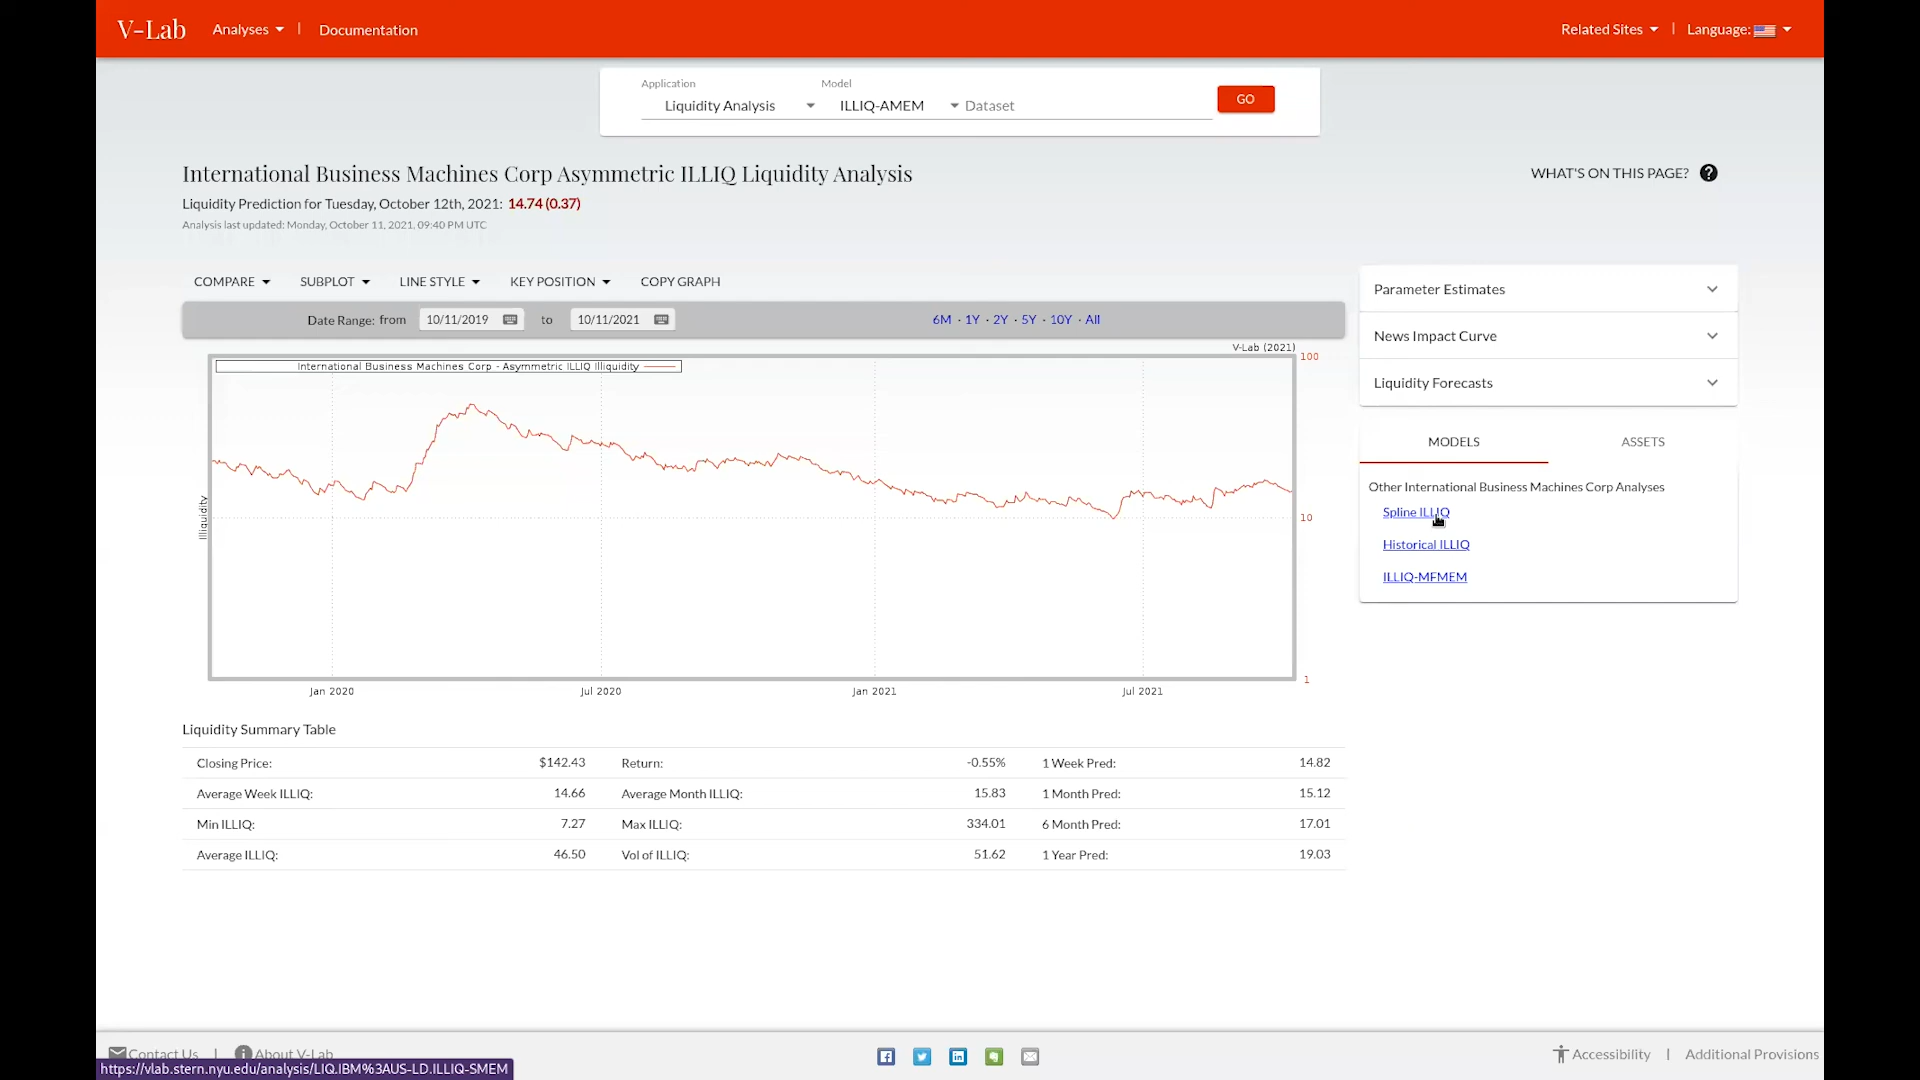 V-Lab Analyses | Documentation Related Sites | Language:
Application Model
Liquidity Analysis ILLIQ-AMEM Dataset GO
International Business Machines Corp Asymmetric ILLIQ Liquidity Analysis WHAT'S ON THIS PAGE? ?
Liquidity Prediction for Tuesday, October 12th, 2021: 14.74 (0.37)
Analysis last updated: Monday, October 11, 2021, 09:40 PM UTC
COMPARE SUBPLOT LINE STYLE KEY POSITION COPY GRAPH
Date Range: from 10/11/2019 to 10/11/2021 6M · 1Y · 2Y · 5Y · 10Y · All
V-Lab (2021)
International Business Machines Corp - Asymmetric ILLIQ Illiquidity
100
10
1
Illiquidity
Jan 2020 Jul 2020 Jan 2021 Jul 2021
Parameter Estimates
News Impact Curve
Liquidity Forecasts
MODELS ASSETS
Other International Business Machines Corp Analyses
Spline ILLIQ
Historical ILLIQ
ILLIQ-MFMEM
Liquidity Summary Table
Closing Price: $142.43 Return: -0.55% 1 Week Pred: 14.82
Average Week ILLIQ: 14.66 Average Month ILLIQ: 15.83 1 Month Pred: 15.12
Min ILLIQ: 7.27 Max ILLIQ: 334.01 6 Month Pred: 17.01
Average ILLIQ: 46.50 Vol of ILLIQ: 51.62 1 Year Pred: 19.03
Contact Us | About V-Lab Accessibility | Additional Provisions
https://vlab.stern.nyu.edu/analysis/LIQ.IBM%3AUS-LD.ILLIQ-SMEM